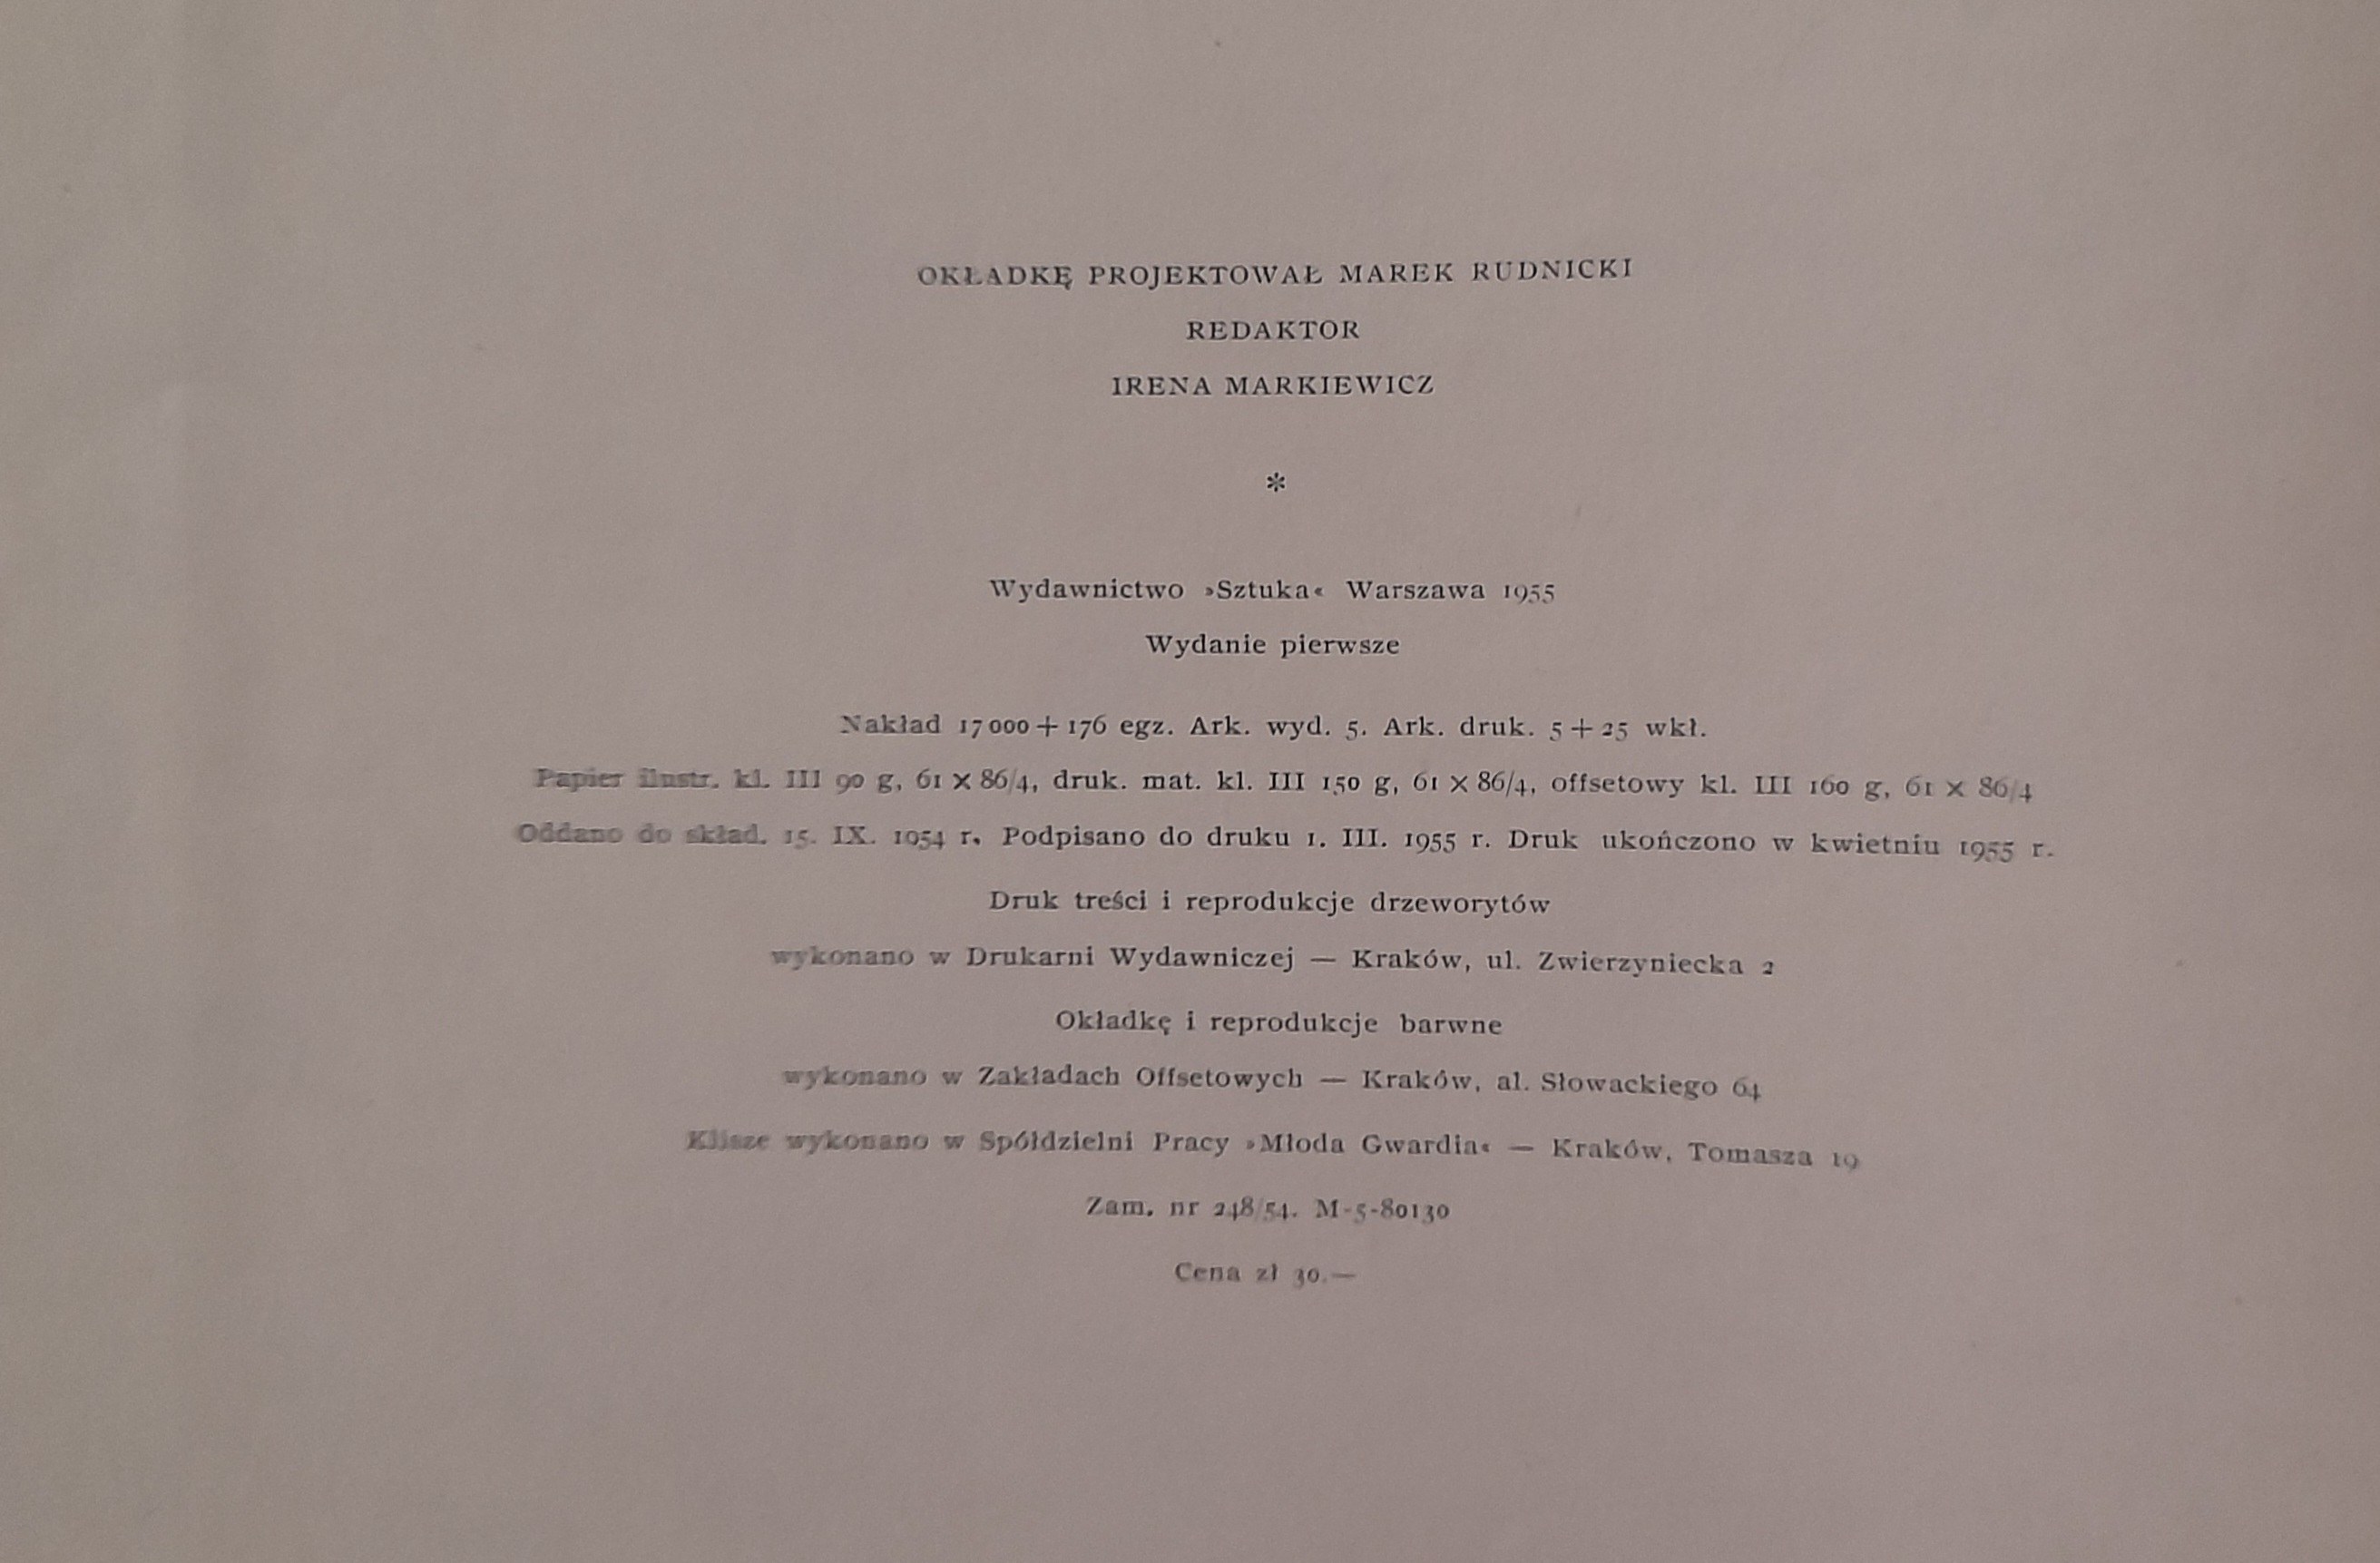 OKŁADKĘ PROJEKTOWAŁ MAREK RUDNICKI
REDAKTOR
IRENA MARKIEWICZ
*
Wydawnictwo »Sztuka« Warszawa 1955
Wydanie pierwsze
Nakład 17 000 + 176 egz. Ark. wyd. 5. Ark. druk. 5 + 25 wkł.
Papier ilustr. kl. III 90 g, 61 × 86/4, druk. mat. kl. III 150 g, 61 × 86/4, offsetowy kl. III 160 g, 61 × 86/4
Oddano do skład. 15. IX. 1954 r. Podpisano do druku 1. III. 1955 r. Druk ukończono w kwietniu 1955 r.
Druk treści i reprodukcje drzeworytów
wykonano w Drukarni Wydawniczej — Kraków, ul. Zwierzyniecka 2
Okładkę i reprodukcje barwne
wykonano w Zakładach Offsetowych — Kraków, al. Słowackiego 64
Klisze wykonano w Spółdzielni Pracy »Młoda Gwardia« — Kraków, Tomasza 19
Zam. nr 248/54. M-5-80130
Cena zł 30.—